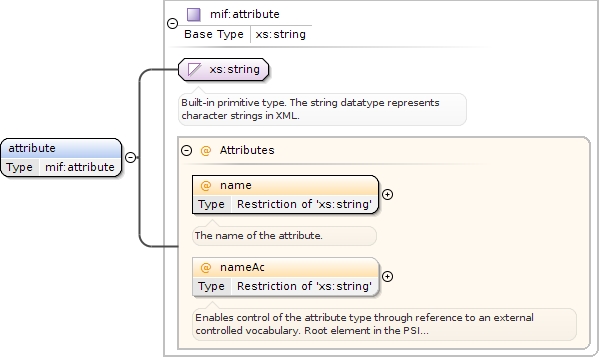 mif:attribute
Base Type xs:string
xs:string
Built-in primitive type. The string datatype represents
character strings in XML.
attribute
Type mif:attribute
@ Attributes
@ name
Type Restriction of 'xs:string'
The name of the attribute.
@ nameAc
Type Restriction of 'xs:string'
Enables control of the attribute type through reference to an external
controlled vocabulary. Root element in the PSI...